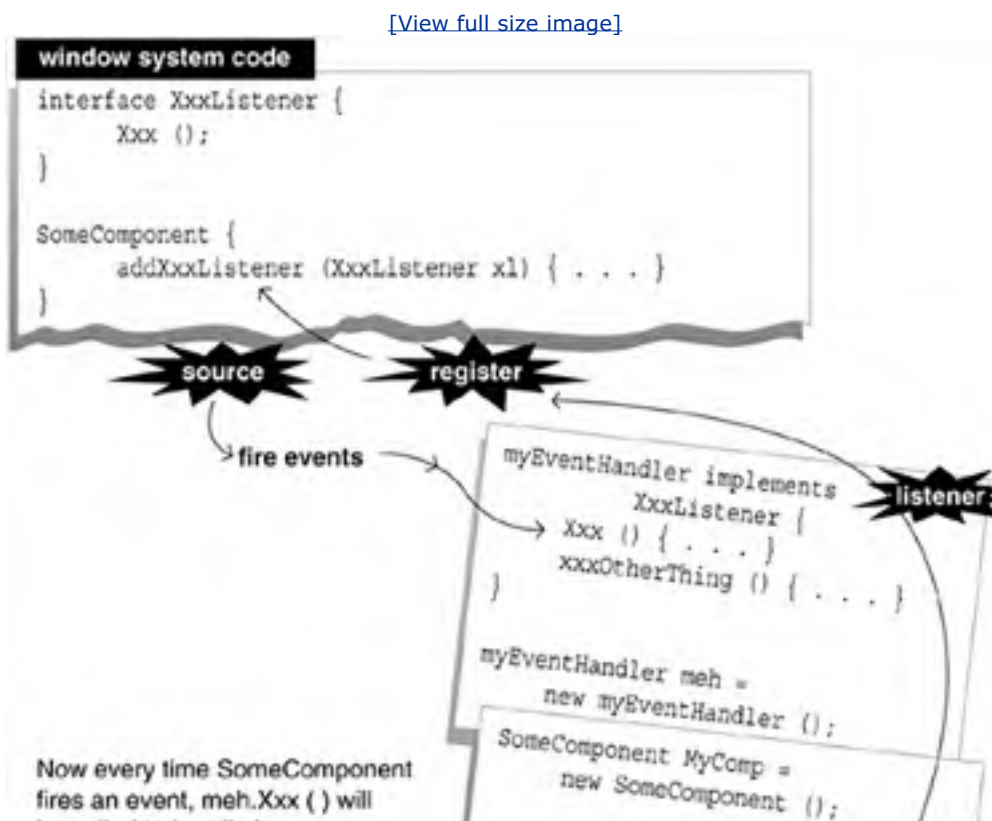 [View full size image]
window system code
interface XxxListener {
Xxx ();
}
SomeComponent {
addXxxListener (XxxListener xl) { . . . }
}
source
register
fire events
listener
myEventHandler implements
XxxListener {
Xxx () { . . . }
xxxOtherThing () { . . . }
}
myEventHandler meh =
new myEventHandler ();
SomeComponent MyComp =
new SomeComponent ();
Now every time SomeComponent
fires an event, meh.Xxx ( ) will